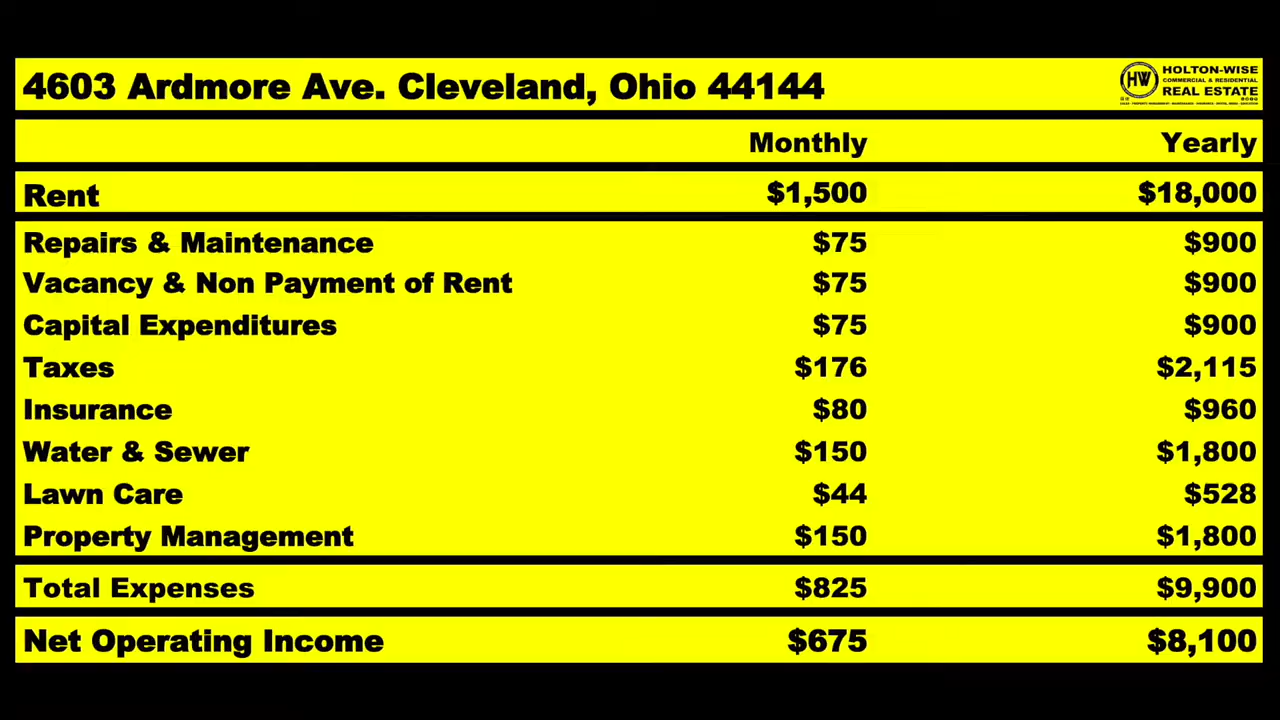 4603 Ardmore Ave. Cleveland, Ohio 44144
HW
HOLTON-WISE
COMMERCIAL & RESIDENTIAL
REAL ESTATE
Monthly Yearly
Rent $1,500 $18,000
Repairs & Maintenance $75 $900
Vacancy & Non Payment of Rent $75 $900
Capital Expenditures $75 $900
Taxes $176 $2,115
Insurance $80 $960
Water & Sewer $150 $1,800
Lawn Care $44 $528
Property Management $150 $1,800
Total Expenses $825 $9,900
Net Operating Income $675 $8,100